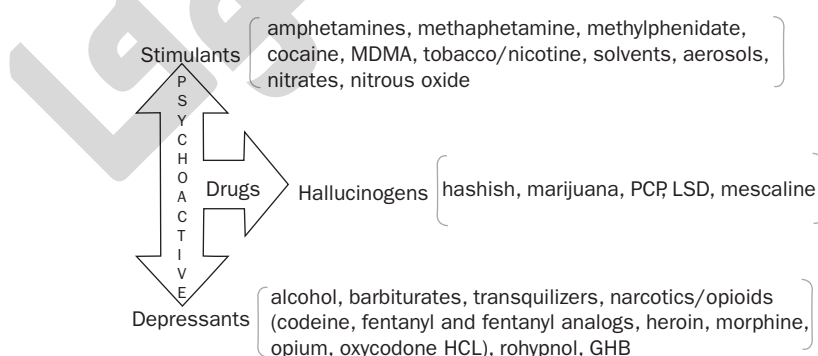 Stimulants
amphetamines, methaphetamine, methylphenidate,
cocaine, MDMA, tobacco/nicotine, solvents, aerosols,
nitrates, nitrous oxide
PSYCHOACTIVE
Drugs
Hallucinogens
hashish, marijuana, PCP, LSD, mescaline
Depressants
alcohol, barbiturates, transquilizers, narcotics/opioids
(codeine, fentanyl and fentanyl analogs, heroin, morphine,
opium, oxycodone HCL), rohypnol, GHB